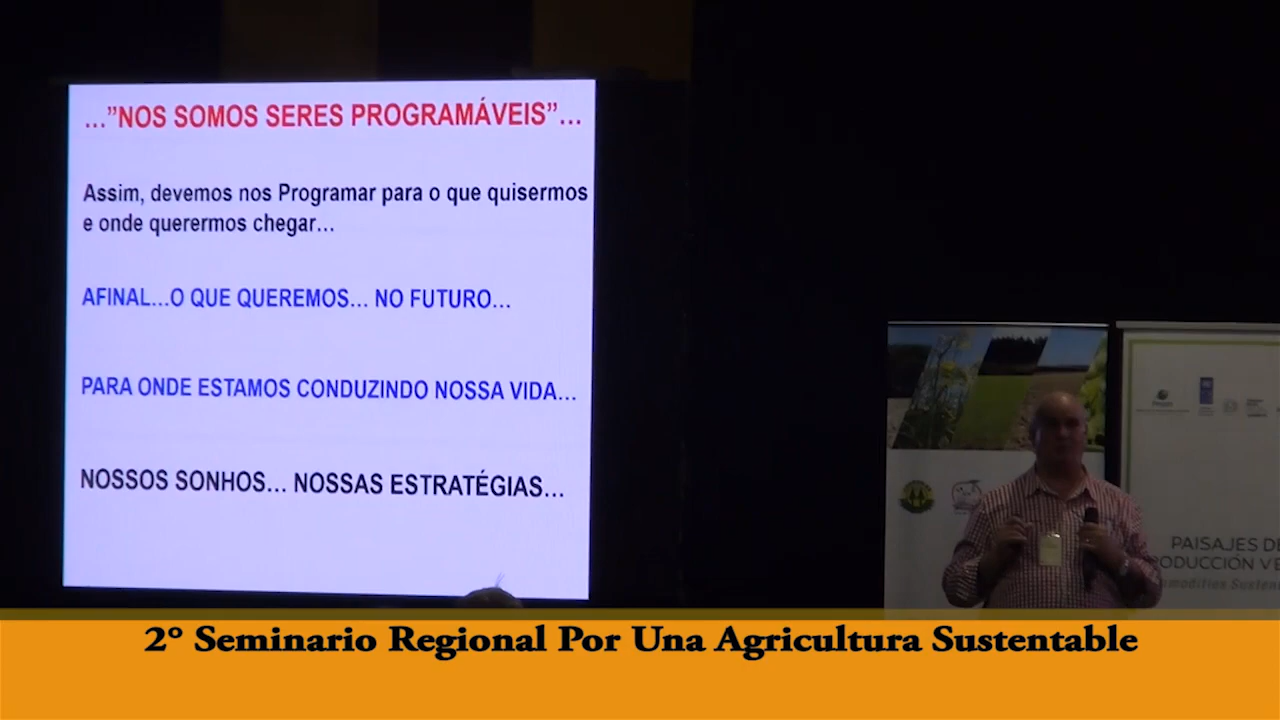 ...”NOS SOMOS SERES PROGRAMÁVEIS”...
Assim, devemos nos Programar para o que quisermos
e onde querermos chegar...
AFINAL...O QUE QUEREMOS... NO FUTURO...
PARA ONDE ESTAMOS CONDUZINDO NOSSA VIDA...
NOSSOS SONHOS... NOSSAS ESTRATÉGIAS...
PAISAJES DE
PRODUCCIÓN VE
2° Seminario Regional Por Una Agricultura Sustentable